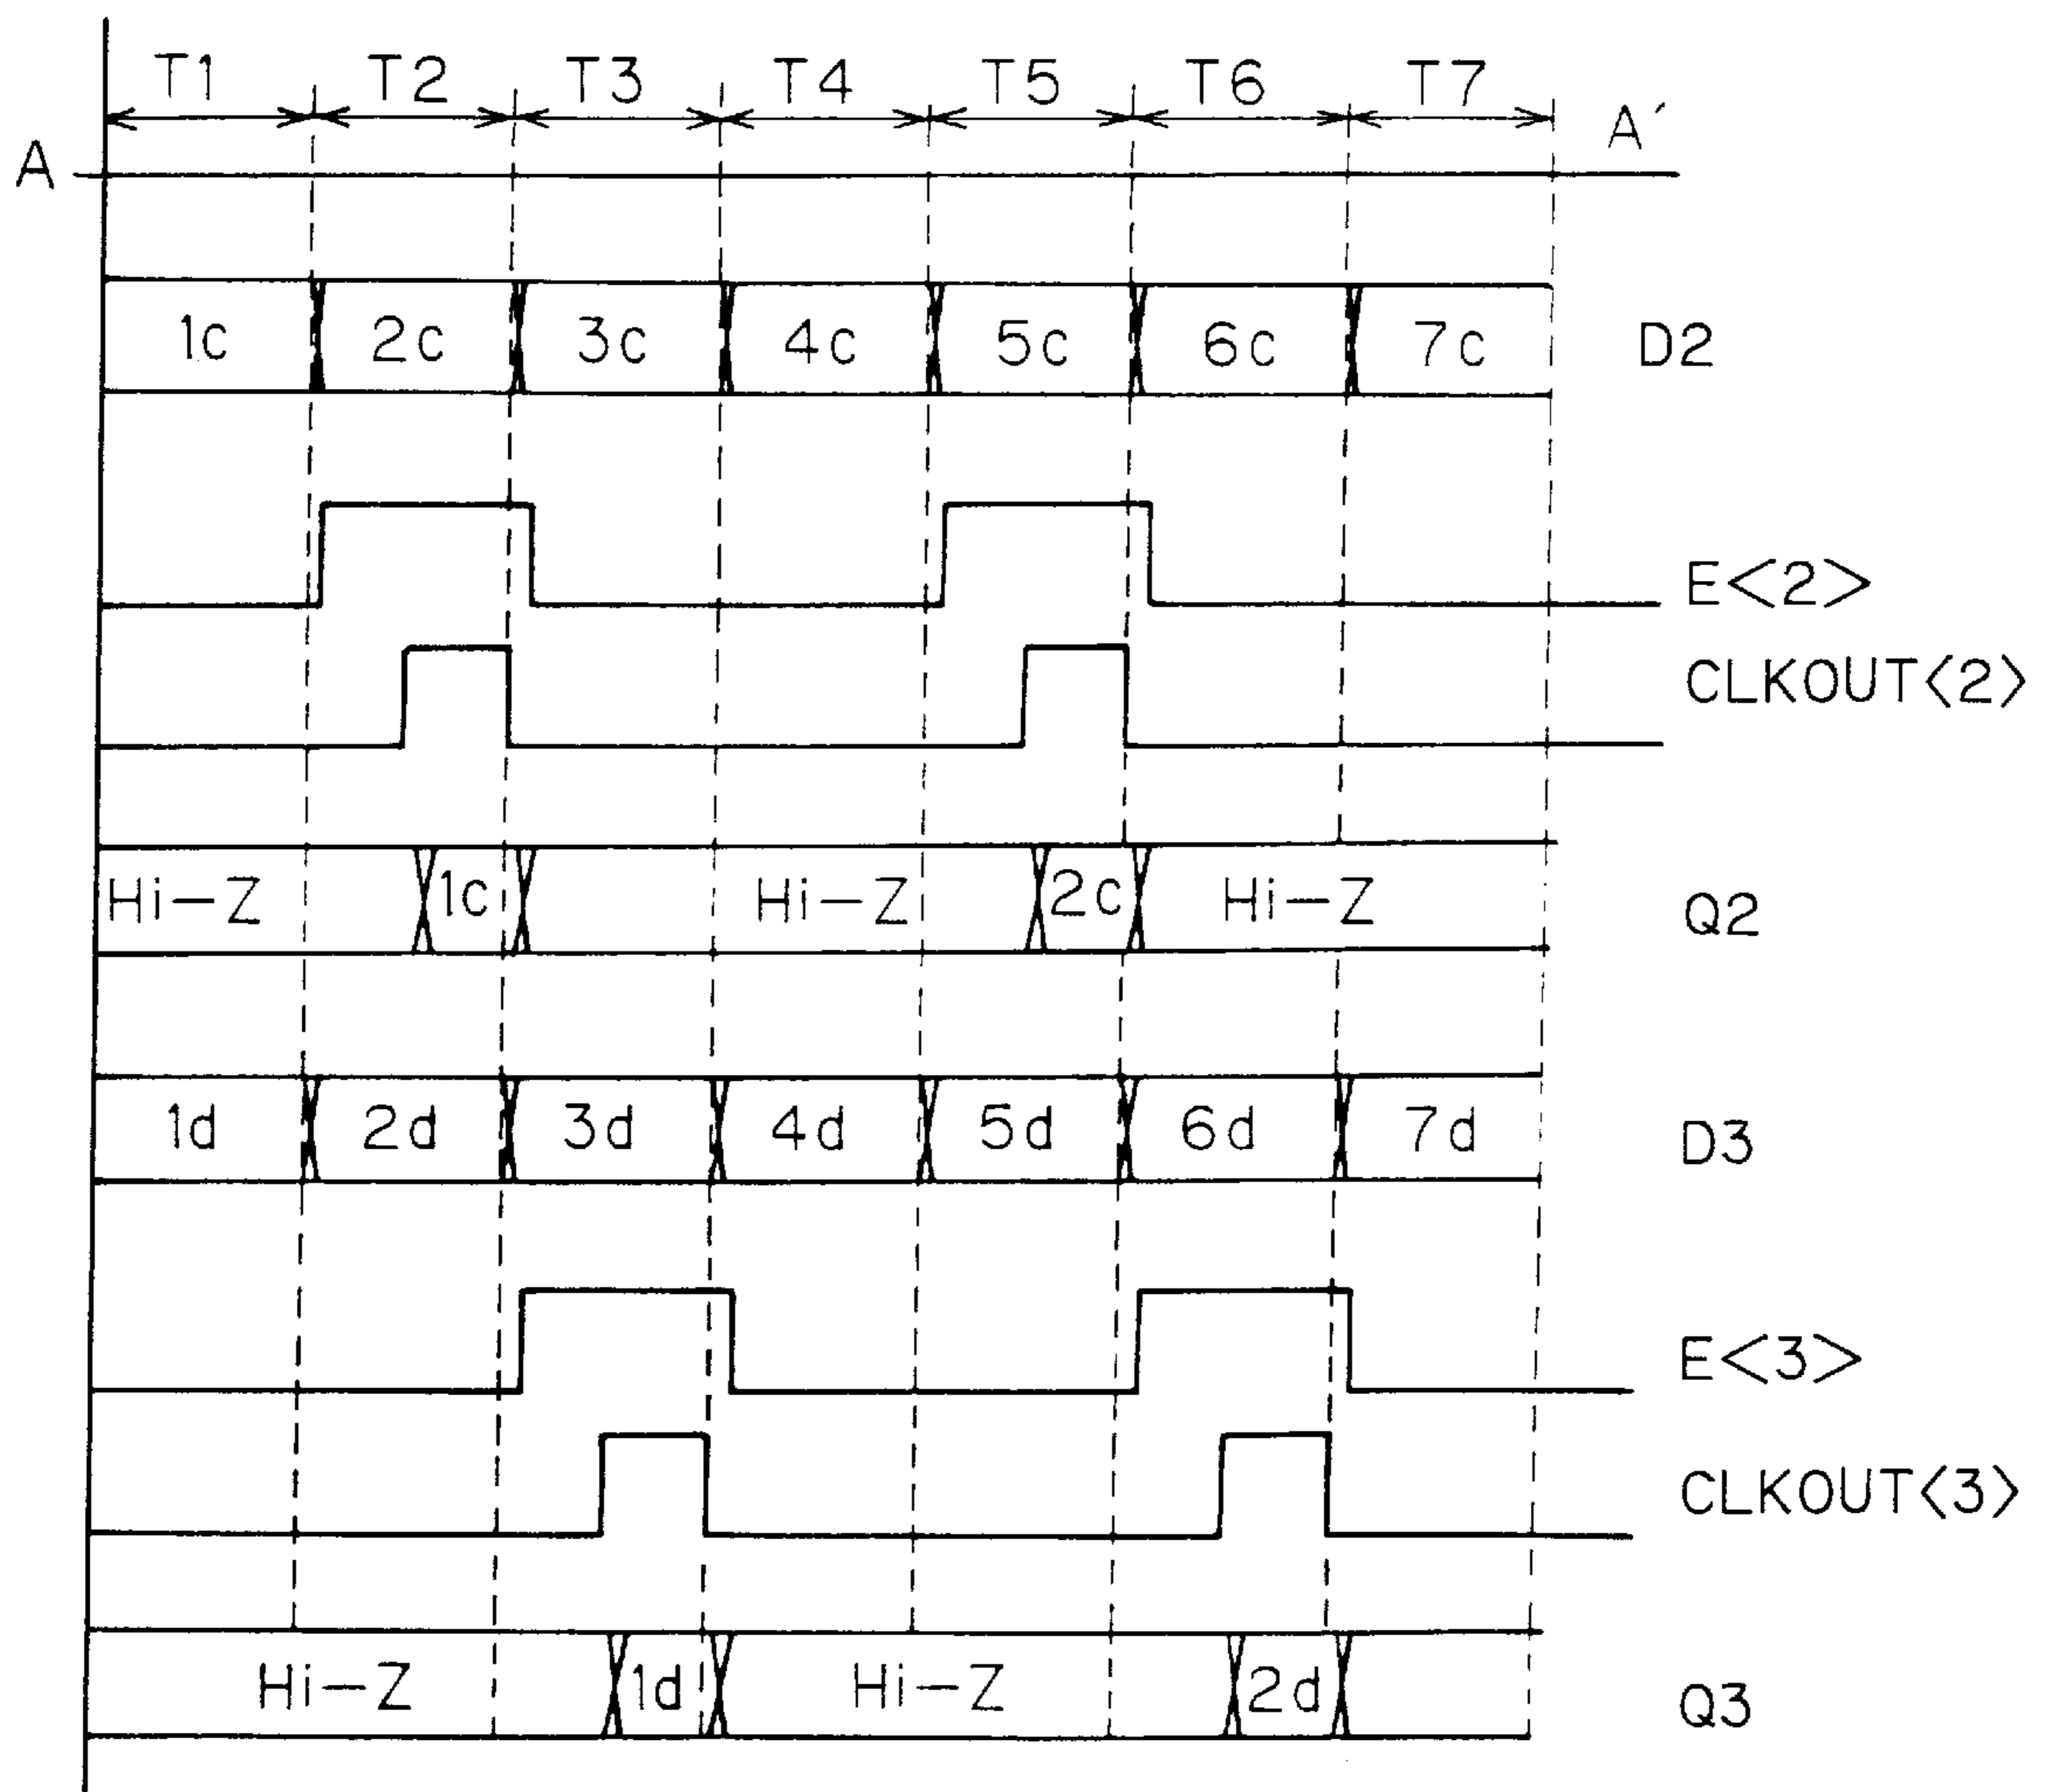 T1 T2 T3 T4 T5 T6 T7
A A´
1c 2c 3c 4c 5c 6c 7c D2
E<2>
CLKOUT<2>
Hi-Z 1c Hi-Z 2c Hi-Z Q2
1d 2d 3d 4d 5d 6d 7d D3
E<3>
CLKOUT<3>
Hi-Z 1d Hi-Z 2d Q3